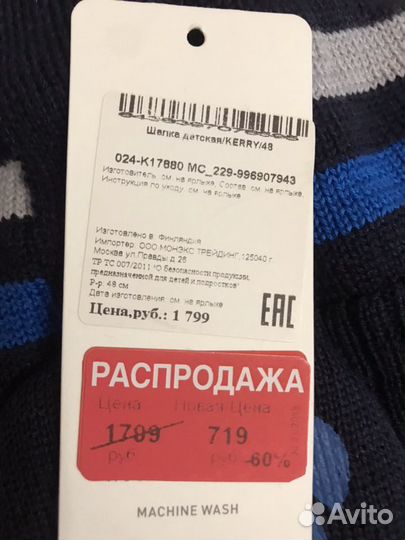 Шапка детская/KERRY/48
024-K17880 MC_229-996907943
Изготовитель см. на ярлыке, Состав см. на ярлыке,
Инструкция по уходу см. на ярлыке
Изготовлено в: Финляндия
Импортер: ООО.МОНЭКС ТРЕЙДИНГ,125040 г.
Москва ул.Правды д.26
ТР ТС 007/2011 "О Безопасности продукции,
предназначенной для детей и подростков"
Р-р: 48 см
Дата изготовления: см. на ярлыке
Цена,руб.: 1 799
EAC
РАСПРОДАЖА
Цена Новая Цена
1799 719
руб руб -60%
MACHINE WASH
Avito